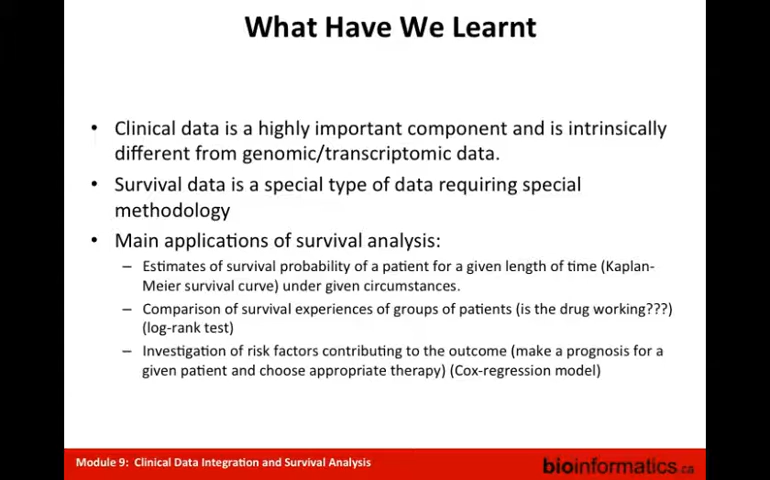 What Have We Learnt
• Clinical data is a highly important component and is intrinsically
different from genomic/transcriptomic data.
• Survival data is a special type of data requiring special
methodology
• Main applications of survival analysis:
– Estimates of survival probability of a patient for a given length of time (Kaplan-
Meier survival curve) under given circumstances.
– Comparison of survival experiences of groups of patients (is the drug working???)
(log-rank test)
– Investigation of risk factors contributing to the outcome (make a prognosis for a
given patient and choose appropriate therapy) (Cox-regression model)
Module 9: Clinical Data Integration and Survival Analysis
bioinformatics.ca